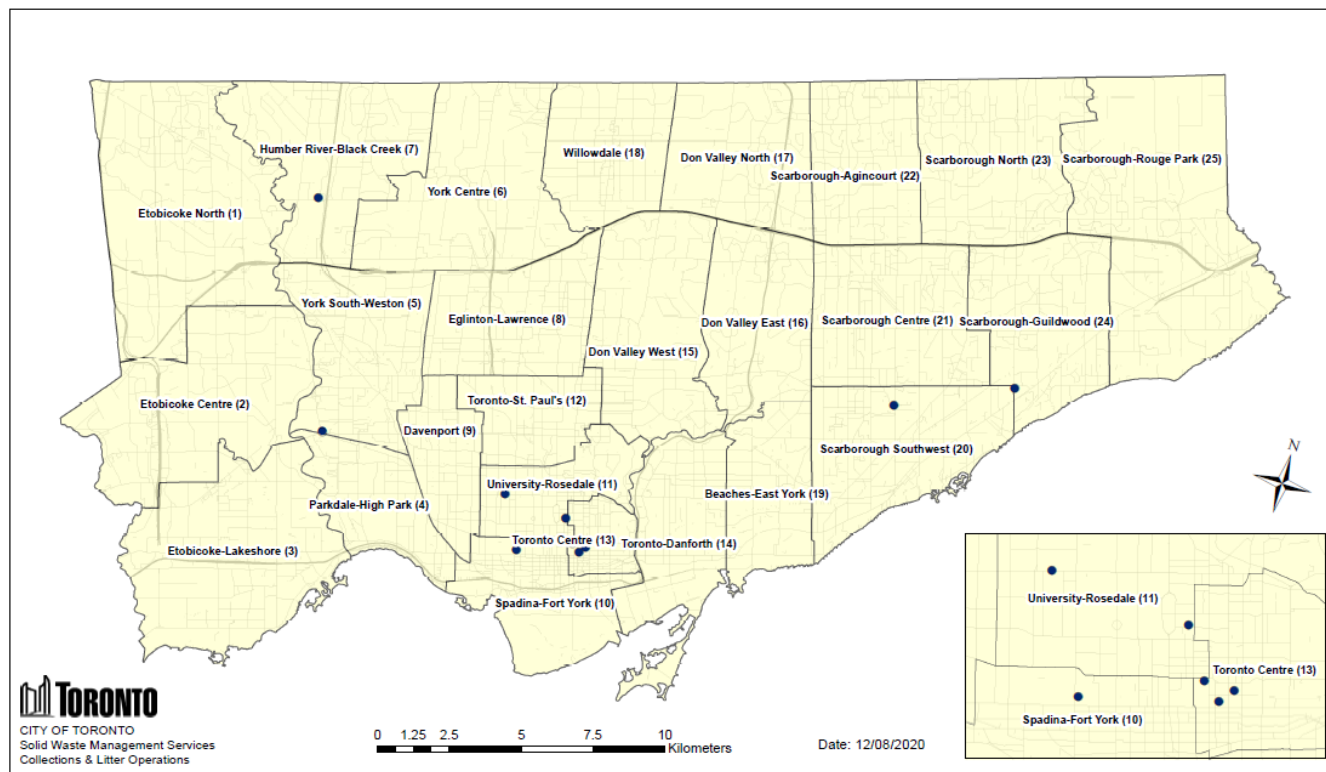 Humber River-Black Creek (7)
Willowdale (18)
Don Valley North (17)
Scarborough North (23)
Scarborough-Rouge Park (25)
Scarborough-Agincourt (22)
York Centre (6)
Etobicoke North (1)
York South-Weston (5)
Eglinton-Lawrence (8)
Don Valley East (16)
Scarborough Centre (21)
Scarborough-Guildwood (24)
Don Valley West (15)
Etobicoke Centre (2)
Toronto-St. Paul's (12)
Davenport (9)
Scarborough Southwest (20)
N
University-Rosedale (11)
Beaches-East York (19)
Parkdale-High Park (4)
Toronto Centre (13)
Toronto-Danforth (14)
Etobicoke-Lakeshore (3)
Spadina-Fort York (10)
University-Rosedale (11)
Toronto Centre (13)
Spadina-Fort York (10)
TORONTO
CITY OF TORONTO
Solid Waste Management Services
Collections & Litter Operations
0 1.25 2.5 5 7.5 10
Kilometers
Date: 12/08/2020